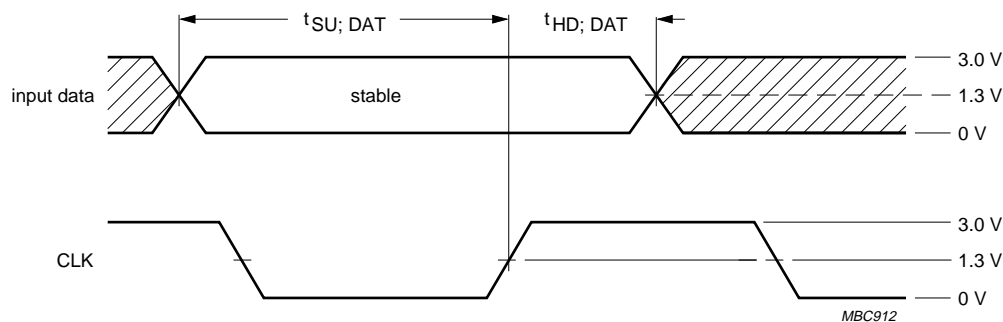 tSU; DAT
tHD; DAT
3.0 V
input data
stable
1.3 V
0 V
3.0 V
CLK
1.3 V
0 V
MBC912